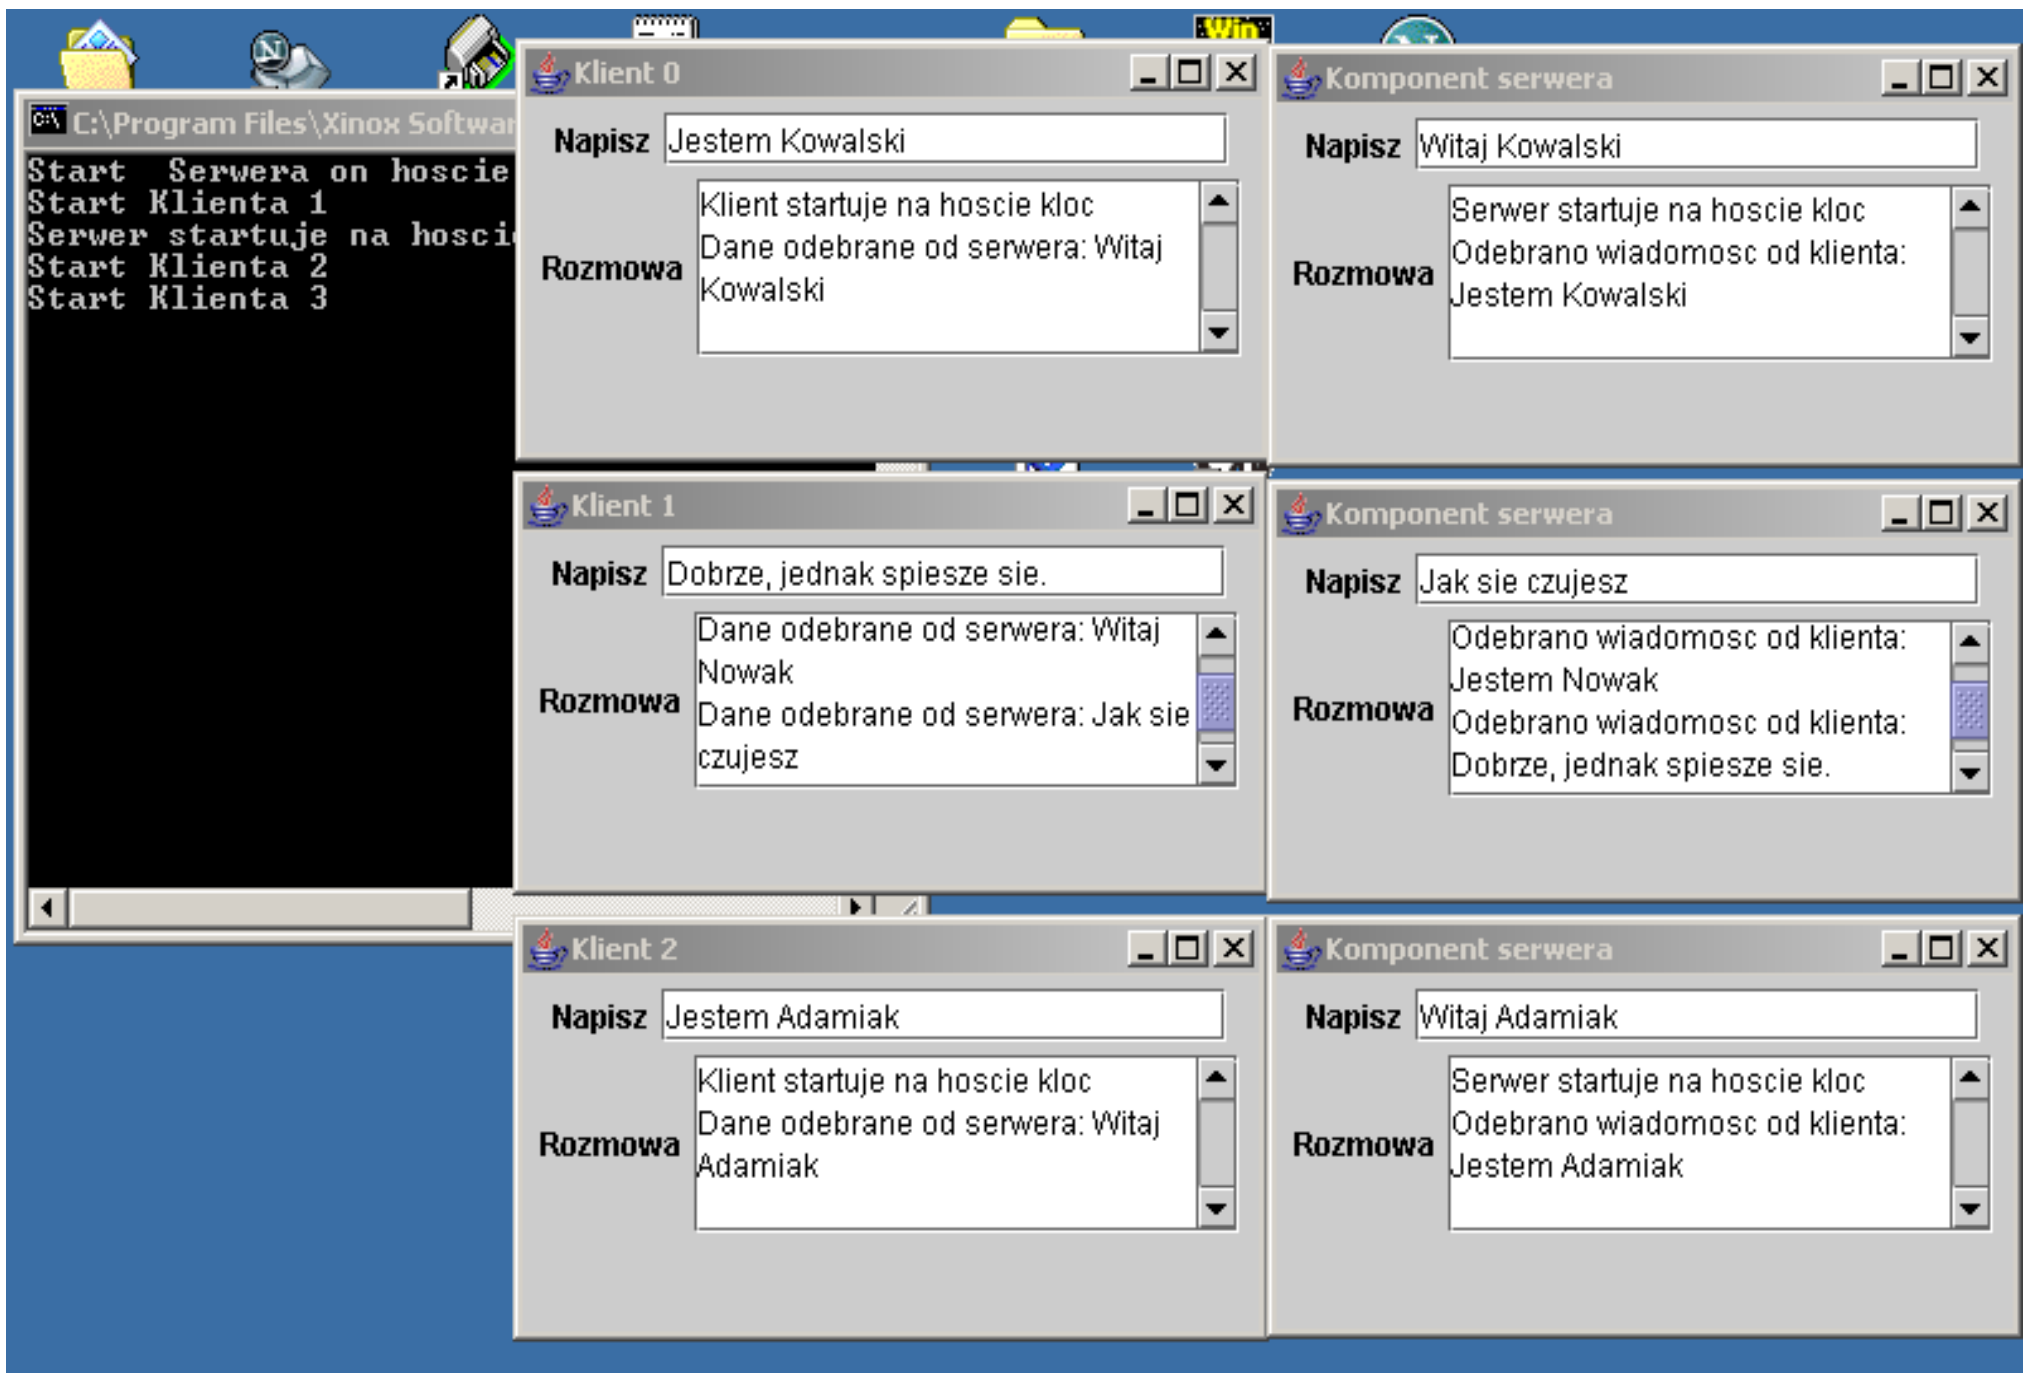 Win
C:\Program Files\Xinox Softwar
Start  Serwera on hoscie
Start Klienta 1
Serwer startuje na hosci
Start Klienta 2
Start Klienta 3
Klient 0
Napisz Jestem Kowalski
Rozmowa
Klient startuje na hoscie kloc
Dane odebrane od serwera: Witaj
Kowalski
Komponent serwera
Napisz Witaj Kowalski
Rozmowa
Serwer startuje na hoscie kloc
Odebrano wiadomosc od klienta:
Jestem Kowalski
Klient 1
Napisz Dobrze, jednak spiesze sie.
Rozmowa
Dane odebrane od serwera: Witaj
Nowak
Dane odebrane od serwera: Jak sie
czujesz
Komponent serwera
Napisz Jak sie czujesz
Rozmowa
Odebrano wiadomosc od klienta:
Jestem Nowak
Odebrano wiadomosc od klienta:
Dobrze, jednak spiesze sie.
Klient 2
Napisz Jestem Adamiak
Rozmowa
Klient startuje na hoscie kloc
Dane odebrane od serwera: Witaj
Adamiak
Komponent serwera
Napisz Witaj Adamiak
Rozmowa
Serwer startuje na hoscie kloc
Odebrano wiadomosc od klienta:
Jestem Adamiak